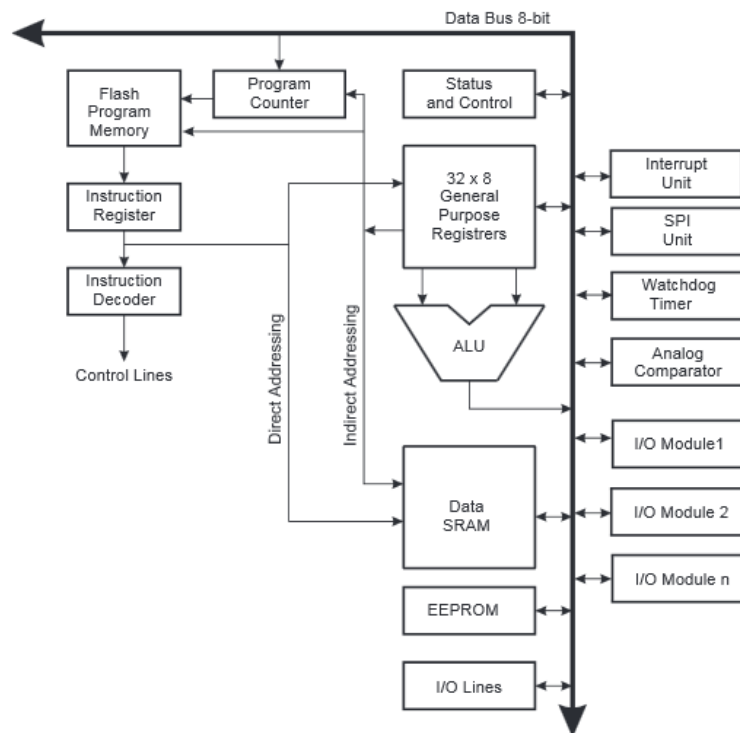 Data Bus 8-bit
Flash
Program
Memory
Program
Counter
Status
and Control
Instruction
Register
32 x 8
General
Purpose
Registrers
Interrupt
Unit
SPI
Unit
Instruction
Decoder
Watchdog
Timer
ALU
Analog
Comparator
Control Lines
Direct Addressing
Indirect Addressing
I/O Module1
Data
SRAM
I/O Module 2
I/O Module n
EEPROM
I/O Lines